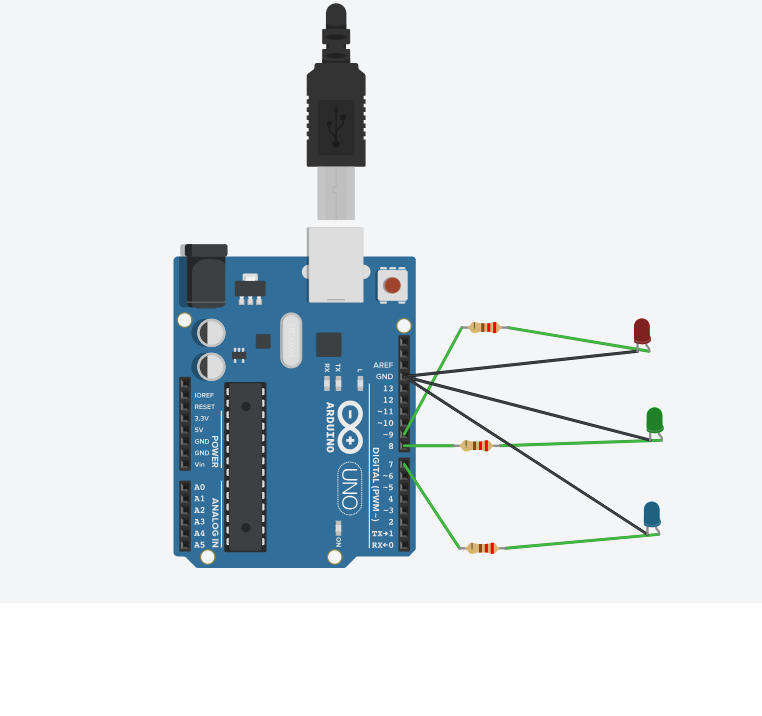 AREF
GND
13
12
~11
~10
~9
8
7
~6
~5
4
~3
2
TX→1
RX←0
RX
TX
L
ARDUINO
UNO
DIGITAL (PWM~)
ON
IOREF
RESET
3.3V
5V
GND
GND
Vin
POWER
A0
A1
A2
A3
A4
A5
ANALOG IN